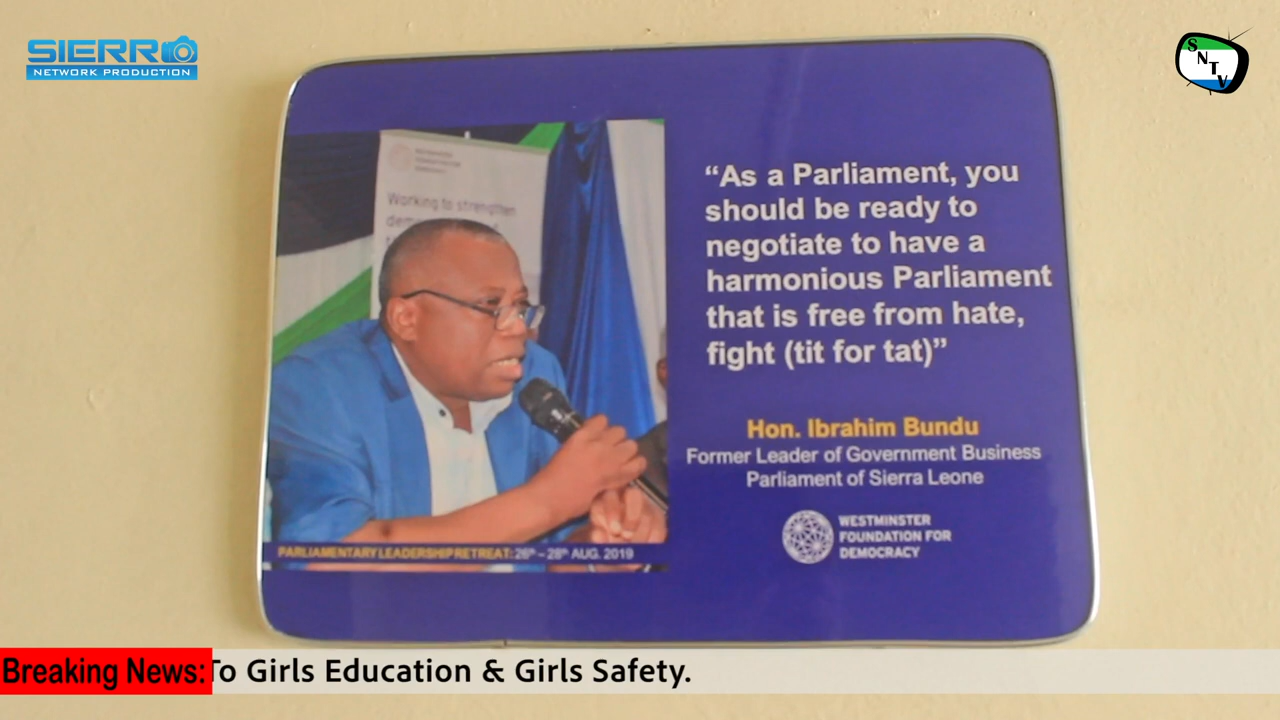 SIERRO
NETWORK PRODUCTION
SNTV
Working to strengthen
“As a Parliament, you
should be ready to
negotiate to have a
harmonious Parliament
that is free from hate,
fight (tit for tat)”
Hon. Ibrahim Bundu
Former Leader of Government Business
Parliament of Sierra Leone
WESTMINSTER
FOUNDATION FOR
DEMOCRACY
PARLIAMENTARY LEADERSHIP RETREAT: 26th – 28th AUG. 2019
Breaking News: To Girls Education & Girls Safety.